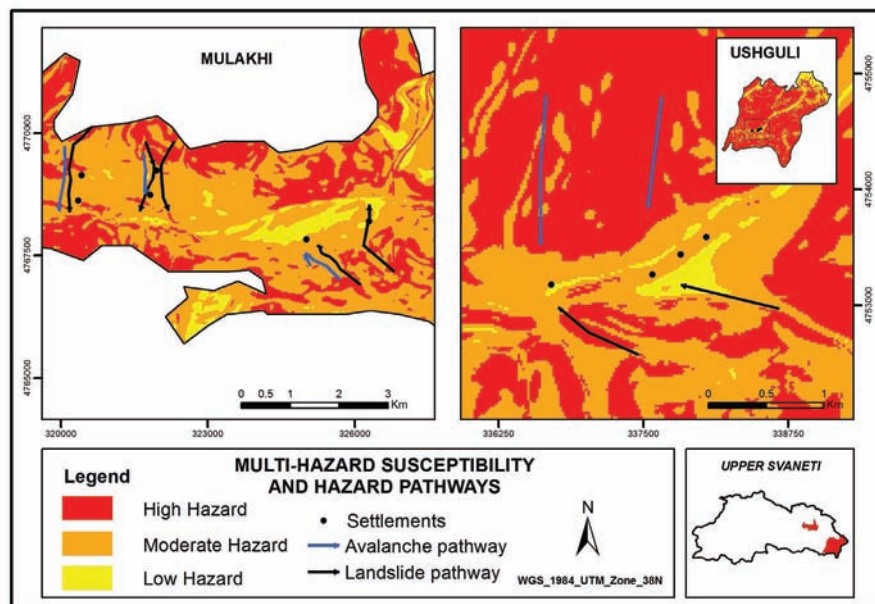 MULAKHI
USHGULI
4770000
4767500
4765000
4755000
4754000
4753000
0 0.5 1 2 3
Km
0 0.5 1
Km
320000 323000 326000
336250 337500 338750
Legend
High Hazard
Moderate Hazard
Low Hazard
MULTI-HAZARD SUSCEPTIBILITY
AND HAZARD PATHWAYS
Settlements
Avalanche pathway
Landslide pathway
N
WGS_1984_UTM_Zone_38N
UPPER SVANETI